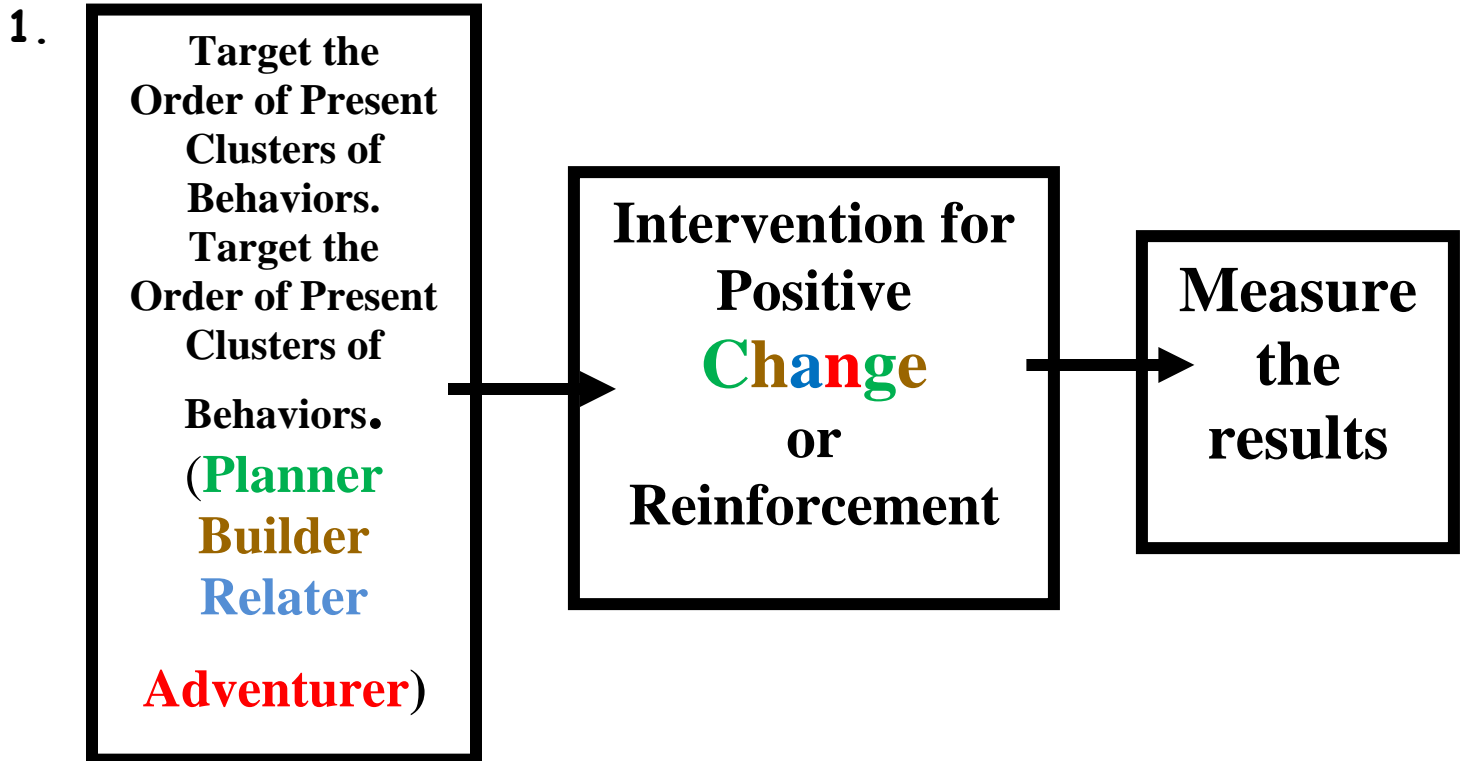 1.
Target the
Order of Present
Clusters of
Behaviors.
Target the
Order of Present
Clusters of
Behaviors.
(Planner
Builder
Relater
Adventurer)
Intervention for
Positive
Change
or
Reinforcement
Measure
the
results